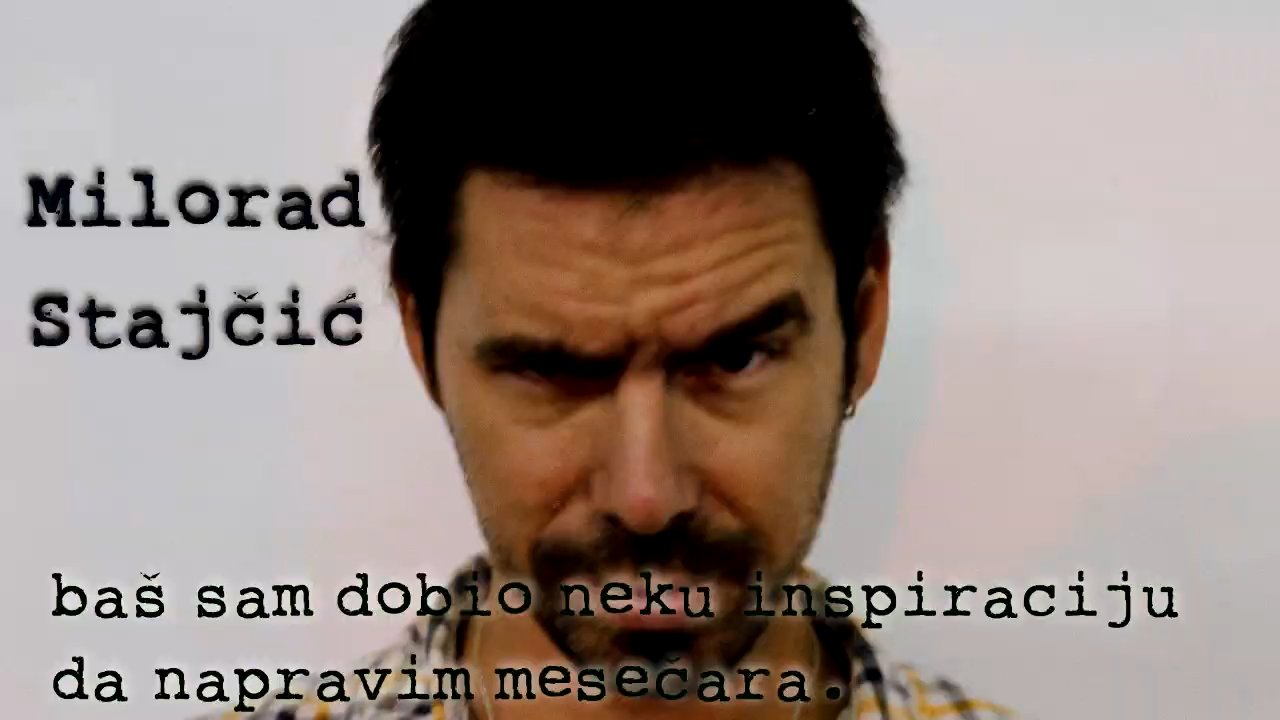 Milorad
Stajčić
baš sam dobio neku inspiraciju
da napravim mesečara.